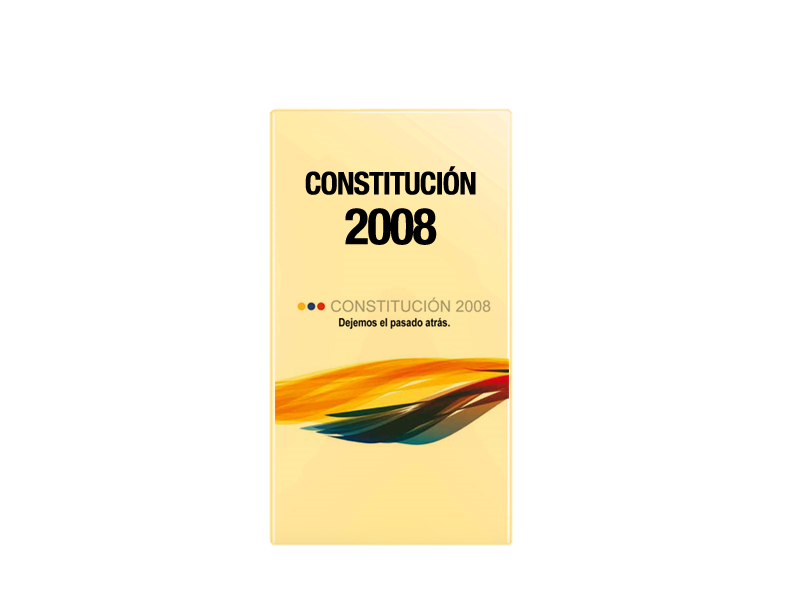 CONSTITUCIÓN
2008
CONSTITUCIÓN 2008
Dejemos el pasado atrás.